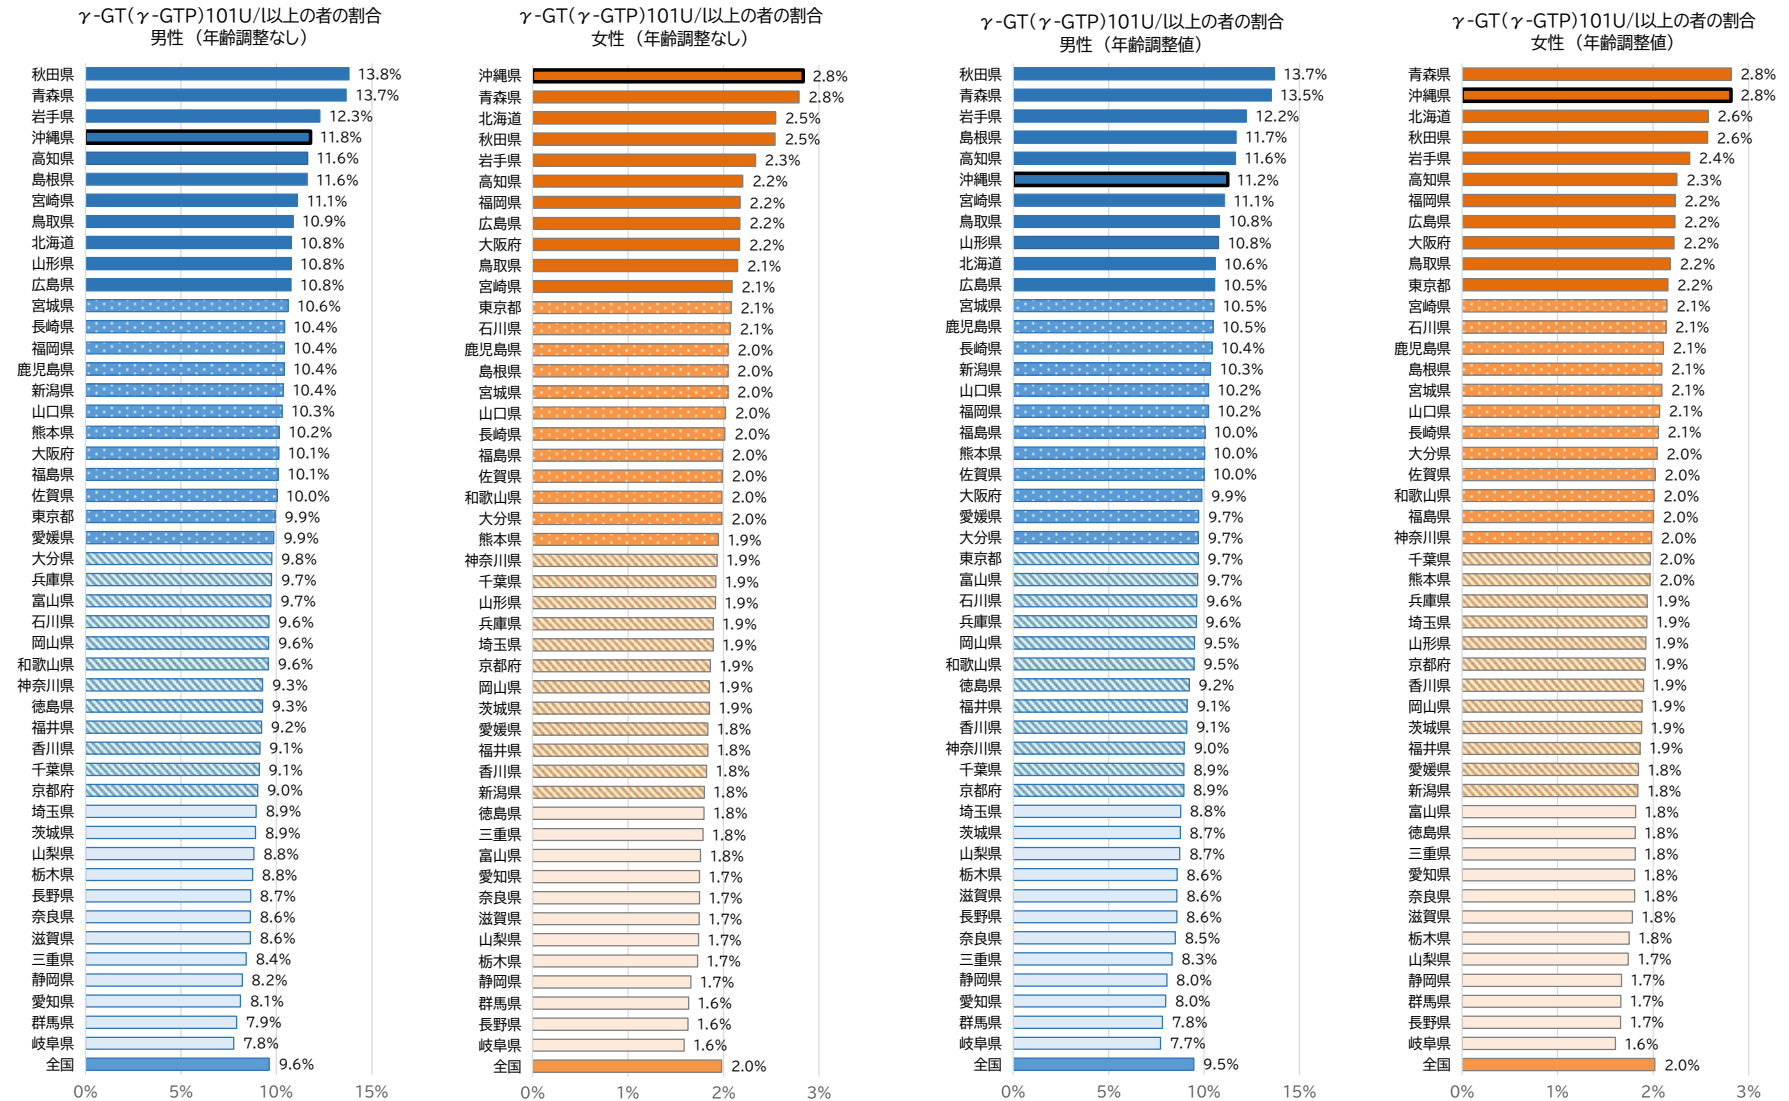 γ-GT(γ-GTP)101U/l以上の者の割合
男性 (年齢調整なし)
秋田県 13.8%
青森県 13.7%
岩手県 12.3%
沖縄県 11.8%
高知県 11.6%
島根県 11.6%
宮崎県 11.1%
鳥取県 10.9%
北海道 10.8%
山形県 10.8%
広島県 10.8%
宮城県 10.6%
長崎県 10.4%
福岡県 10.4%
鹿児島県 10.4%
新潟県 10.4%
山口県 10.3%
熊本県 10.2%
大阪府 10.1%
福島県 10.1%
佐賀県 10.0%
東京都 9.9%
愛媛県 9.9%
大分県 9.8%
兵庫県 9.7%
富山県 9.7%
石川県 9.6%
岡山県 9.6%
和歌山県 9.6%
神奈川県 9.3%
徳島県 9.3%
福井県 9.2%
香川県 9.1%
千葉県 9.1%
京都府 9.0%
埼玉県 8.9%
茨城県 8.9%
山梨県 8.8%
栃木県 8.8%
長野県 8.7%
奈良県 8.6%
滋賀県 8.6%
三重県 8.4%
静岡県 8.2%
愛知県 8.1%
群馬県 7.9%
岐阜県 7.8%
全国 9.6%
0% 5% 10% 15%
γ-GT(γ-GTP)101U/l以上の者の割合
女性 (年齢調整なし)
沖縄県 2.8%
青森県 2.8%
北海道 2.5%
秋田県 2.5%
岩手県 2.3%
高知県 2.2%
福岡県 2.2%
広島県 2.2%
大阪府 2.2%
鳥取県 2.1%
宮崎県 2.1%
東京都 2.1%
石川県 2.1%
鹿児島県 2.0%
島根県 2.0%
宮城県 2.0%
山口県 2.0%
長崎県 2.0%
福島県 2.0%
佐賀県 2.0%
和歌山県 2.0%
大分県 2.0%
熊本県 1.9%
神奈川県 1.9%
千葉県 1.9%
山形県 1.9%
兵庫県 1.9%
埼玉県 1.9%
京都府 1.9%
岡山県 1.9%
茨城県 1.9%
愛媛県 1.8%
福井県 1.8%
香川県 1.8%
新潟県 1.8%
徳島県 1.8%
三重県 1.8%
富山県 1.8%
愛知県 1.7%
奈良県 1.7%
滋賀県 1.7%
山梨県 1.7%
栃木県 1.7%
静岡県 1.7%
群馬県 1.6%
長野県 1.6%
岐阜県 1.6%
全国 2.0%
0% 1% 2% 3%
γ-GT(γ-GTP)101U/l以上の者の割合
男性 (年齢調整値)
秋田県 13.7%
青森県 13.5%
岩手県 12.2%
島根県 11.7%
高知県 11.6%
沖縄県 11.2%
宮崎県 11.1%
鳥取県 10.8%
山形県 10.8%
北海道 10.6%
広島県 10.5%
宮城県 10.5%
鹿児島県 10.5%
長崎県 10.4%
新潟県 10.3%
山口県 10.2%
福岡県 10.2%
福島県 10.0%
熊本県 10.0%
佐賀県 10.0%
大阪府 9.9%
愛媛県 9.7%
大分県 9.7%
東京都 9.7%
富山県 9.7%
石川県 9.6%
兵庫県 9.6%
岡山県 9.5%
和歌山県 9.5%
徳島県 9.2%
福井県 9.1%
香川県 9.1%
神奈川県 9.0%
千葉県 8.9%
京都府 8.9%
埼玉県 8.8%
茨城県 8.7%
山梨県 8.7%
栃木県 8.6%
滋賀県 8.6%
長野県 8.6%
奈良県 8.5%
三重県 8.3%
静岡県 8.0%
愛知県 8.0%
群馬県 7.8%
岐阜県 7.7%
全国 9.5%
0% 5% 10% 15%
γ-GT(γ-GTP)101U/l以上の者の割合
女性 (年齢調整値)
青森県 2.8%
沖縄県 2.8%
北海道 2.6%
秋田県 2.6%
岩手県 2.4%
高知県 2.3%
福岡県 2.2%
広島県 2.2%
大阪府 2.2%
鳥取県 2.2%
東京都 2.2%
宮崎県 2.1%
石川県 2.1%
鹿児島県 2.1%
島根県 2.1%
宮城県 2.1%
山口県 2.1%
長崎県 2.1%
大分県 2.0%
佐賀県 2.0%
和歌山県 2.0%
福島県 2.0%
神奈川県 2.0%
千葉県 2.0%
熊本県 2.0%
兵庫県 1.9%
埼玉県 1.9%
山形県 1.9%
京都府 1.9%
香川県 1.9%
岡山県 1.9%
茨城県 1.9%
福井県 1.9%
愛媛県 1.8%
新潟県 1.8%
富山県 1.8%
徳島県 1.8%
三重県 1.8%
愛知県 1.8%
奈良県 1.8%
滋賀県 1.8%
栃木県 1.8%
山梨県 1.7%
静岡県 1.7%
群馬県 1.7%
長野県 1.7%
岐阜県 1.6%
全国 2.0%
0% 1% 2% 3%